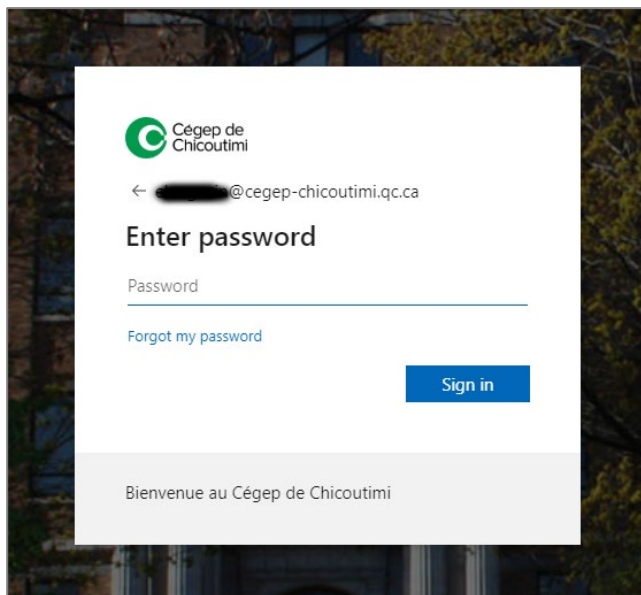 Cégep de
Chicoutimi
@cegep-chicoutimi.qc.ca
Enter password
Password
Forgot my password
Sign in
Bienvenue au Cégep de Chicoutimi